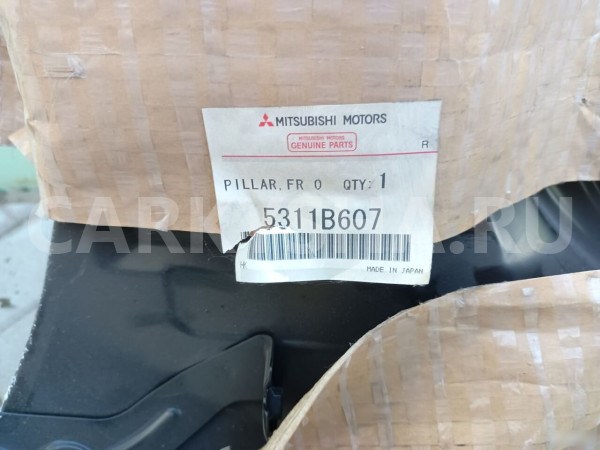 MITSUBISHI MOTORS
MITSUBISHI MOTORS
GENUINE PARTS
R
PILLAR, FR O QTY: 1
5311B607
H
MADE IN JAPAN